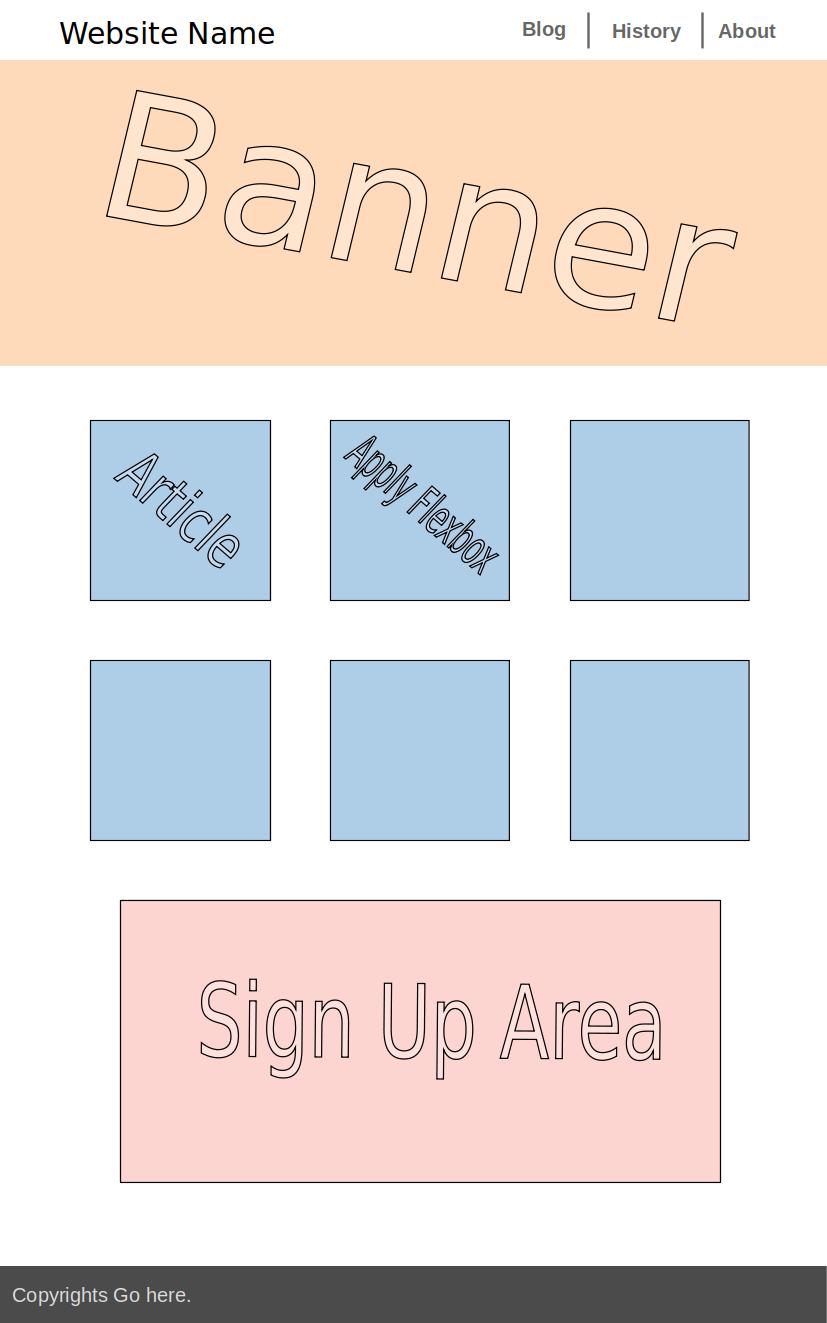 Website Name
Blog
History
About
Banner
Article
Apply Flexbox
Sign Up Area
Copyrights Go here.